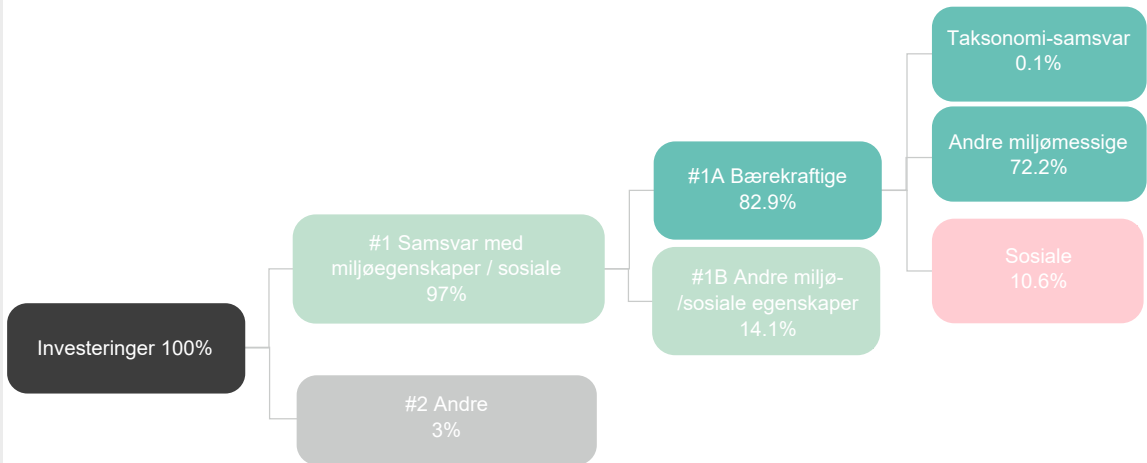 Investeringer 100%
#1 Samsvar med
miljøegenskaper / sosiale
97%
#2 Andre
3%
#1A Bærekraftige
82.9%
#1B Andre miljø-
/sosiale egenskaper
14.1%
Taksonomi-samsvar
0.1%
Andre miljømessige
72.2%
Sosiale
10.6%